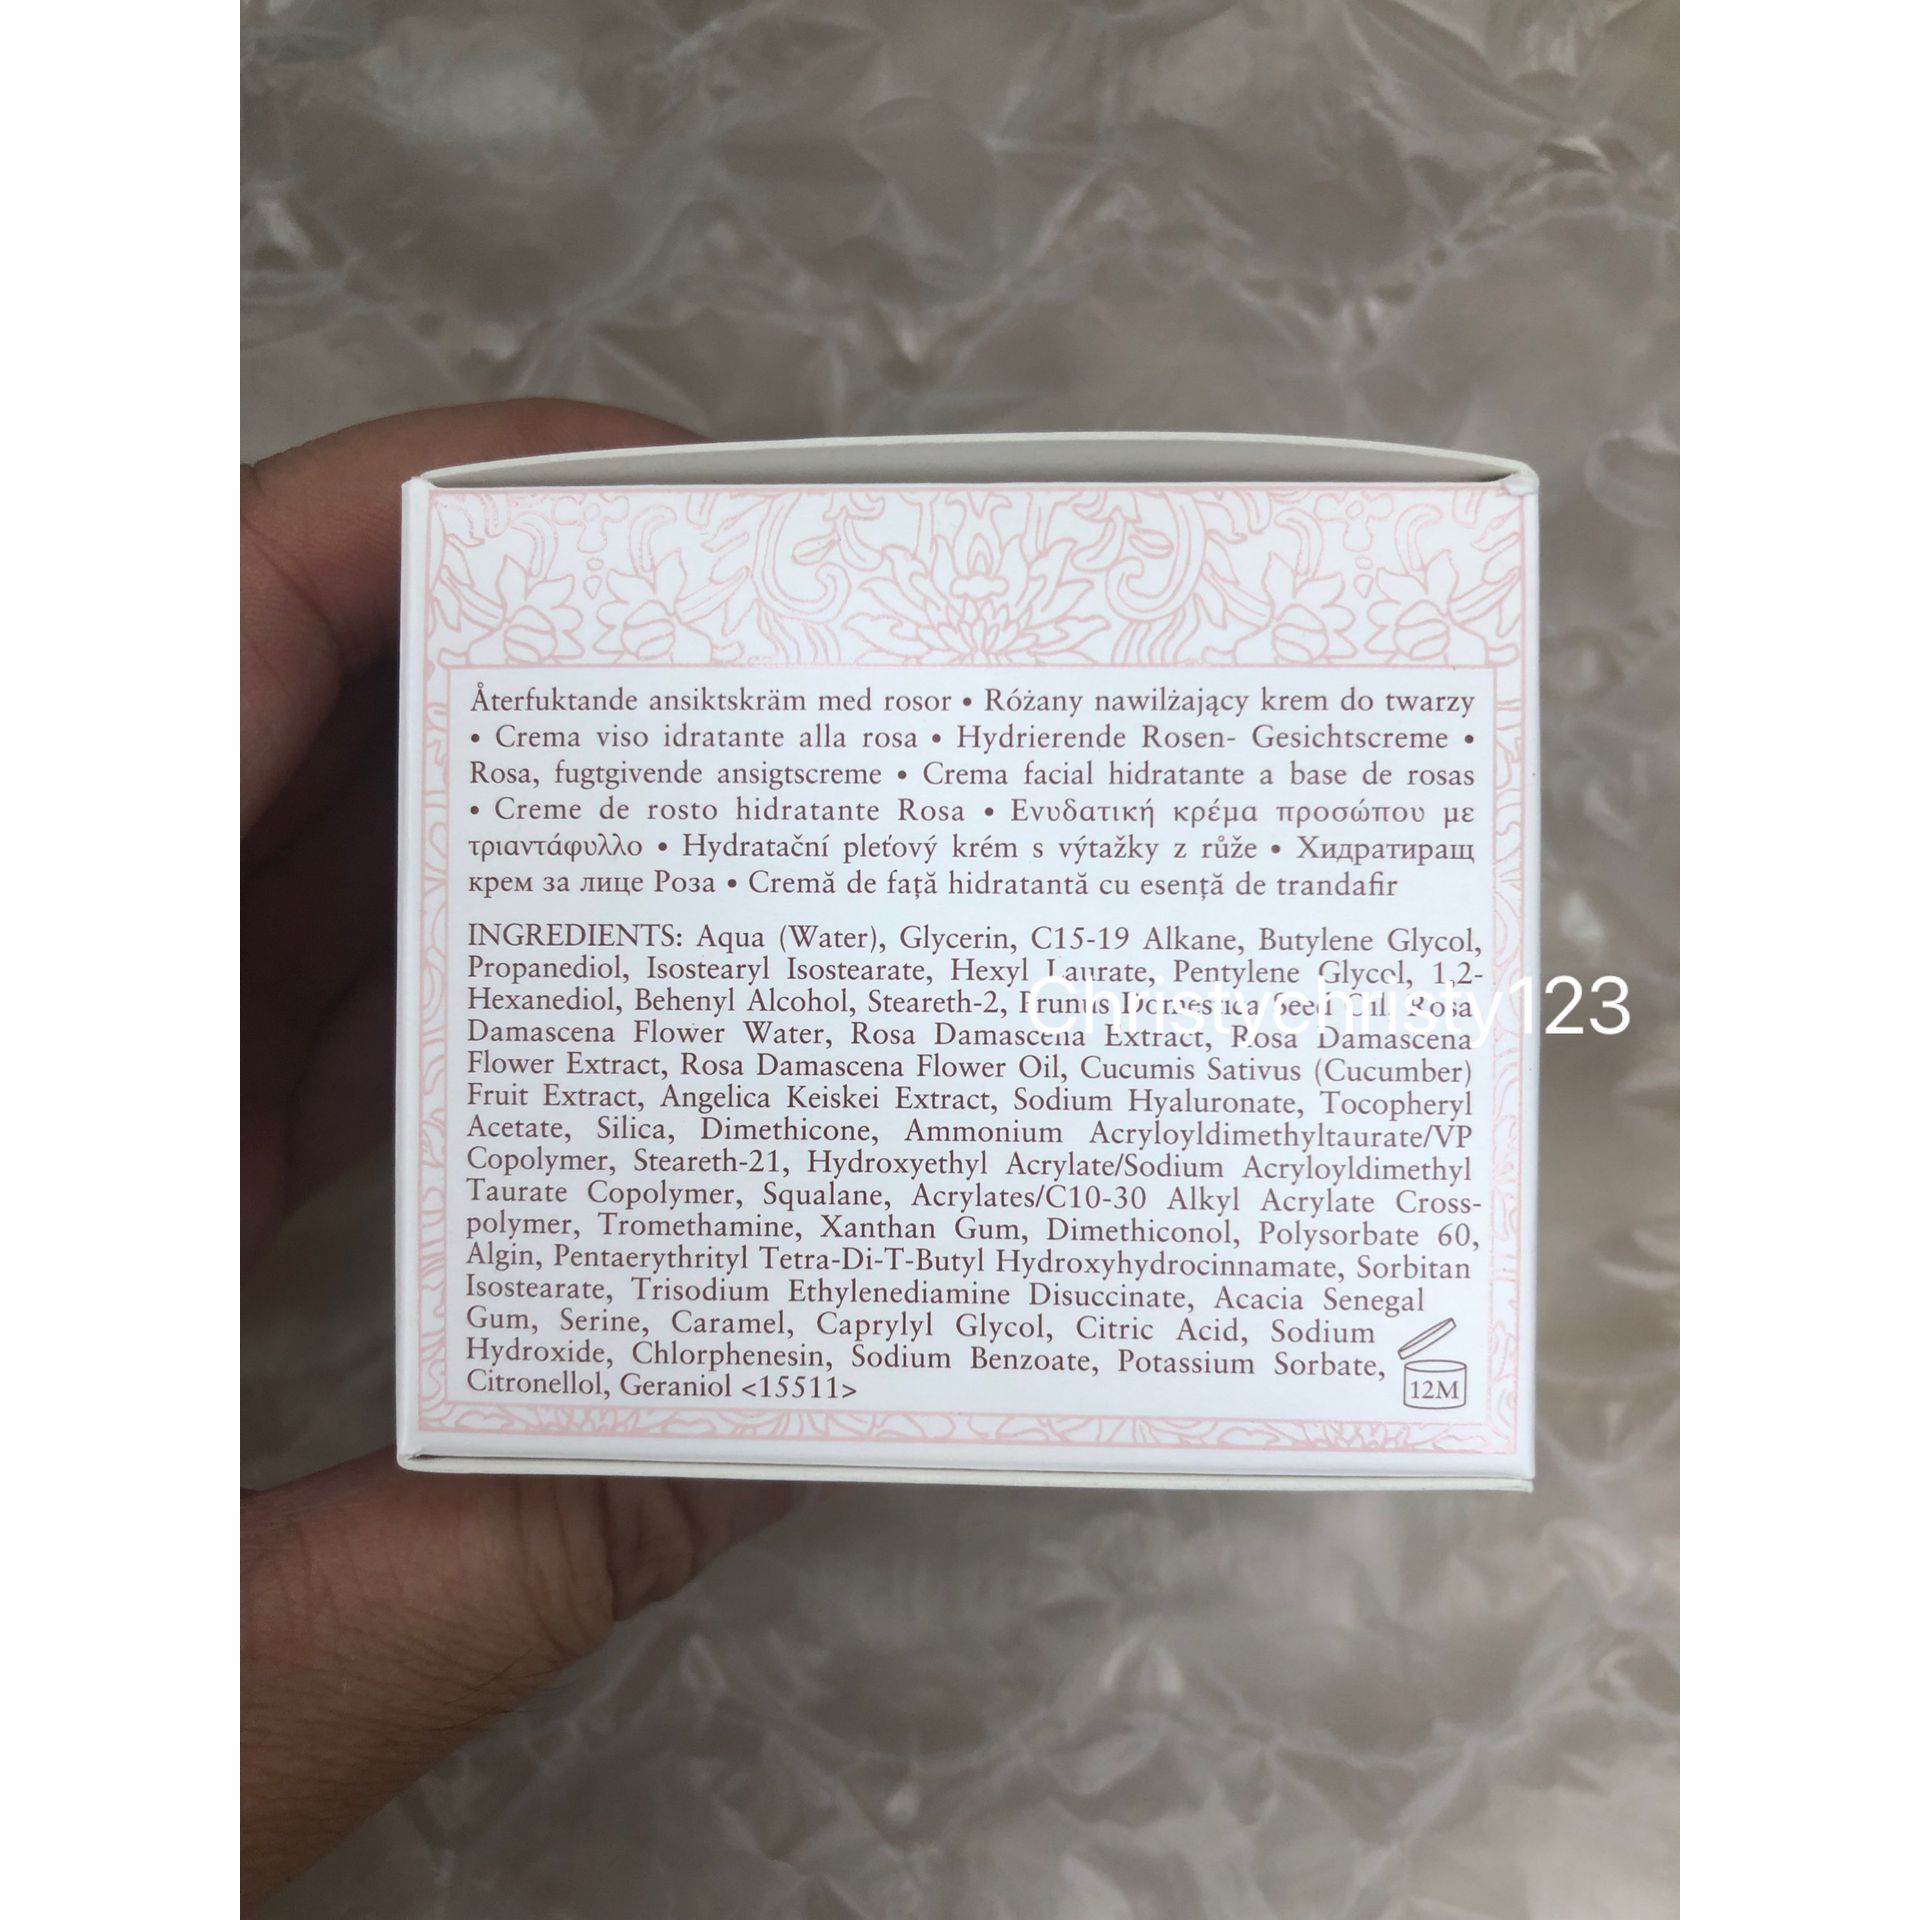 Återfuktande ansiktskräm med rosor • Różany nawilżający krem do twarzy
• Crema viso idratante alla rosa • Hydrierende Rosen- Gesichtscreme •
Rosa, fugtgivende ansigtscreme • Crema facial hidratante a base de rosas
• Creme de rosto hidratante Rosa • Ενυδατική κρέμα προσώπου με
τριαντάφυλλο • Hydratační pleťový krém s výtažky z růže • Хидратиращ
крем за лице Роза • Cremă de față hidratantă cu esență de trandafir
INGREDIENTS: Aqua (Water), Glycerin, C15-19 Alkane, Butylene Glycol,
Propanediol, Isostearyl Isostearate, Hexyl Laurate, Pentylene Glycol, 1,2-
Hexanediol, Behenyl Alcohol, Steareth-2, Prunus Domestica Seed Oil, Rosa
Christychristy123
Damascena Flower Water, Rosa Damascena Extract, Rosa Damascena
Flower Extract, Rosa Damascena Flower Oil, Cucumis Sativus (Cucumber)
Fruit Extract, Angelica Keiskei Extract, Sodium Hyaluronate, Tocopheryl
Acetate, Silica, Dimethicone, Ammonium Acryloyldimethyltaurate/VP
Copolymer, Steareth-21, Hydroxyethyl Acrylate/Sodium Acryloyldimethyl
Taurate Copolymer, Squalane, Acrylates/C10-30 Alkyl Acrylate Cross-
polymer, Tromethamine, Xanthan Gum, Dimethiconol, Polysorbate 60,
Algin, Pentaerythrityl Tetra-Di-T-Butyl Hydroxyhydrocinnamate, Sorbitan
Isostearate, Trisodium Ethylenediamine Disuccinate, Acacia Senegal
Gum, Serine, Caramel, Caprylyl Glycol, Citric Acid, Sodium
Hydroxide, Chlorphenesin, Sodium Benzoate, Potassium Sorbate,
Citronellol, Geraniol <15511>
12M